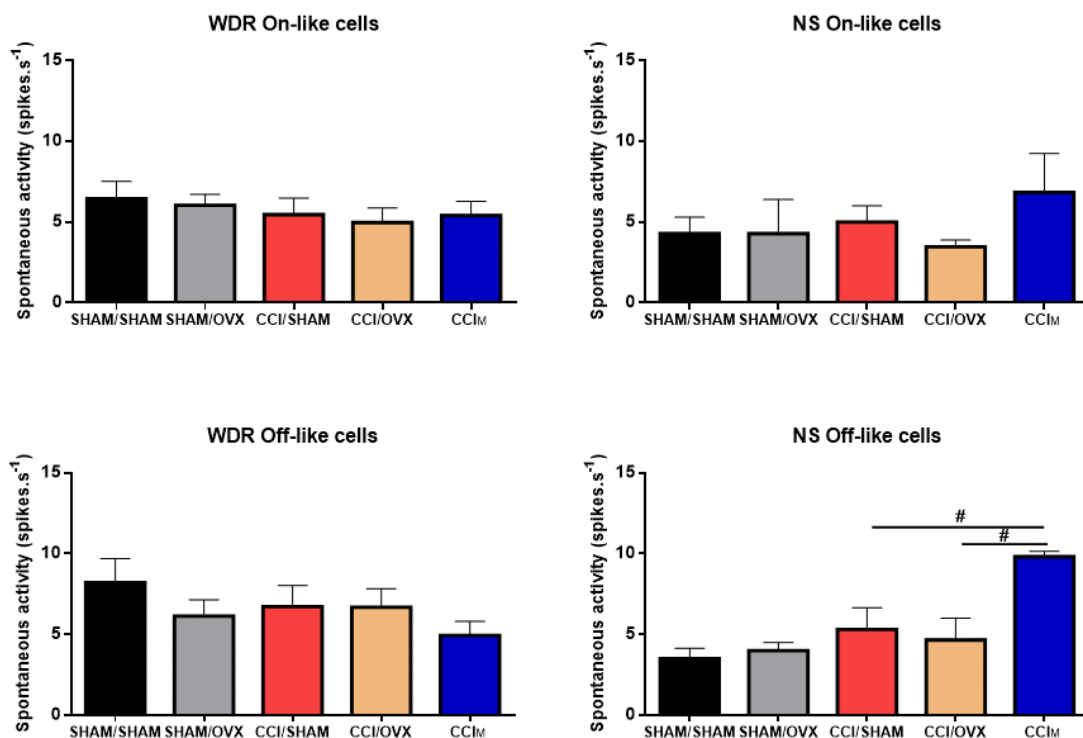 WDR On-like cells
Spontaneous activity (spikes.s-1)
15
10
5
0
SHAM/SHAM SHAM/OVX CCI/SHAM CCI/OVX CCIM
NS On-like cells
Spontaneous activity (spikes.s-1)
15
10
5
0
SHAM/SHAM SHAM/OVX CCI/SHAM CCI/OVX CCIM
WDR Off-like cells
Spontaneous activity (spikes.s-1)
15
10
5
0
SHAM/SHAM SHAM/OVX CCI/SHAM CCI/OVX CCIM
NS Off-like cells
Spontaneous activity (spikes.s-1)
15
10
5
0
#
#
SHAM/SHAM SHAM/OVX CCI/SHAM CCI/OVX CCIM